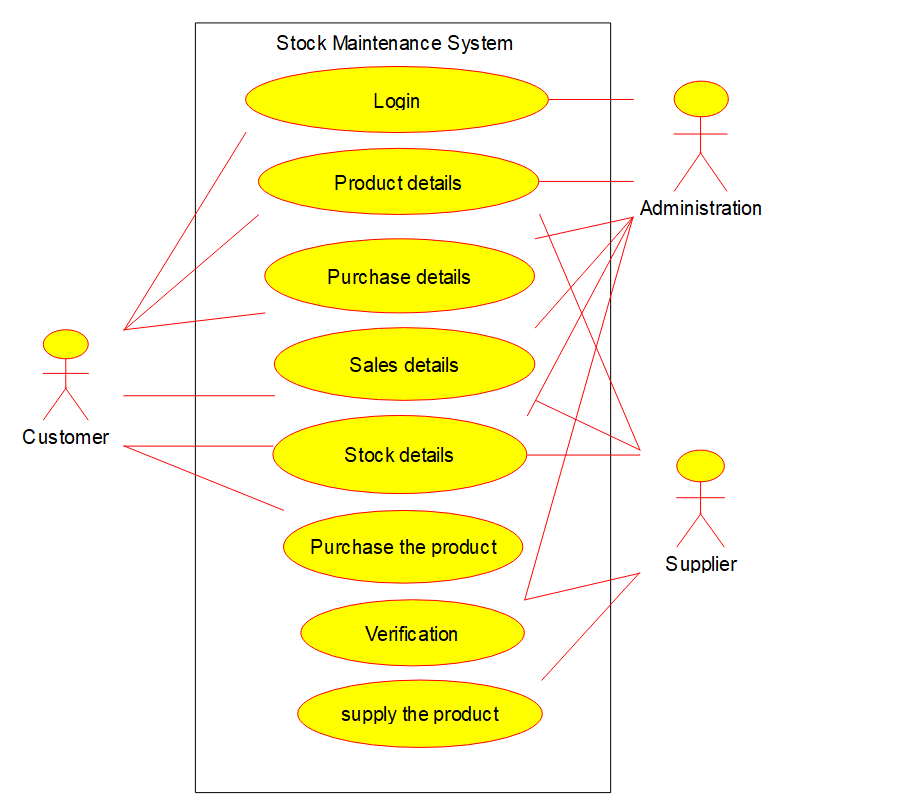 Stock Maintenance System
Login
Product details
Administration
Purchase details
Sales details
Customer
Stock details
Purchase the product
Supplier
Verification
supply the product